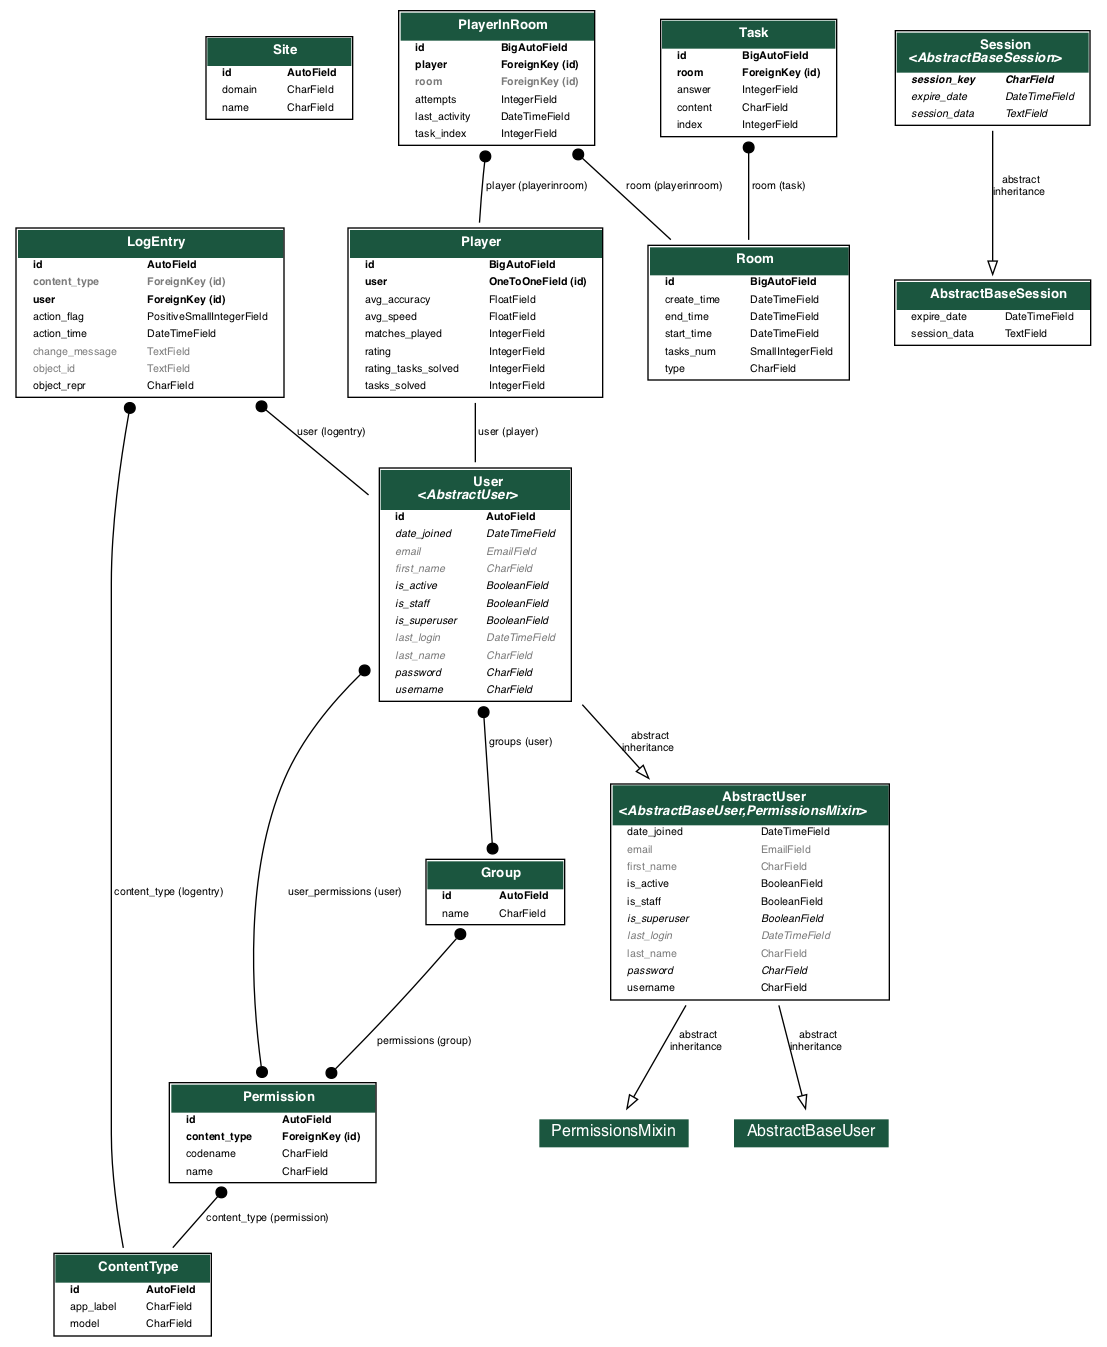 Site
id AutoField
domain CharField
name CharField
PlayerInRoom
id BigAutoField
player ForeignKey (id)
room ForeignKey (id)
attempts IntegerField
last_activity DateTimeField
task_index IntegerField
Task
id BigAutoField
room ForeignKey (id)
answer IntegerField
content CharField
index IntegerField
Session
<AbstractBaseSession>
session_key CharField
expire_date DateTimeField
session_data TextField
player (playerinroom)
room (playerinroom)
room (task)
abstract
inheritance
LogEntry
id AutoField
content_type ForeignKey (id)
user ForeignKey (id)
action_flag PositiveSmallIntegerField
action_time DateTimeField
change_message TextField
object_id TextField
object_repr CharField
Player
id BigAutoField
user OneToOneField (id)
avg_accuracy FloatField
avg_speed FloatField
matches_played IntegerField
rating IntegerField
rating_tasks_solved IntegerField
tasks_solved IntegerField
Room
id BigAutoField
create_time DateTimeField
end_time DateTimeField
start_time DateTimeField
tasks_num SmallIntegerField
type CharField
AbstractBaseSession
expire_date DateTimeField
session_data TextField
user (logentry)
user (player)
User
<AbstractUser>
id AutoField
date_joined DateTimeField
email EmailField
first_name CharField
is_active BooleanField
is_staff BooleanField
is_superuser BooleanField
last_login DateTimeField
last_name CharField
password CharField
username CharField
groups (user)
abstract
inheritance
AbstractUser
<AbstractBaseUser,PermissionsMixin>
date_joined DateTimeField
email EmailField
first_name CharField
is_active BooleanField
is_staff BooleanField
is_superuser BooleanField
last_login DateTimeField
last_name CharField
password CharField
username CharField
Group
id AutoField
name CharField
content_type (logentry)
user_permissions (user)
permissions (group)
abstract
inheritance
abstract
inheritance
Permission
id AutoField
content_type ForeignKey (id)
codename CharField
name CharField
PermissionsMixin
AbstractBaseUser
content_type (permission)
ContentType
id AutoField
app_label CharField
model CharField